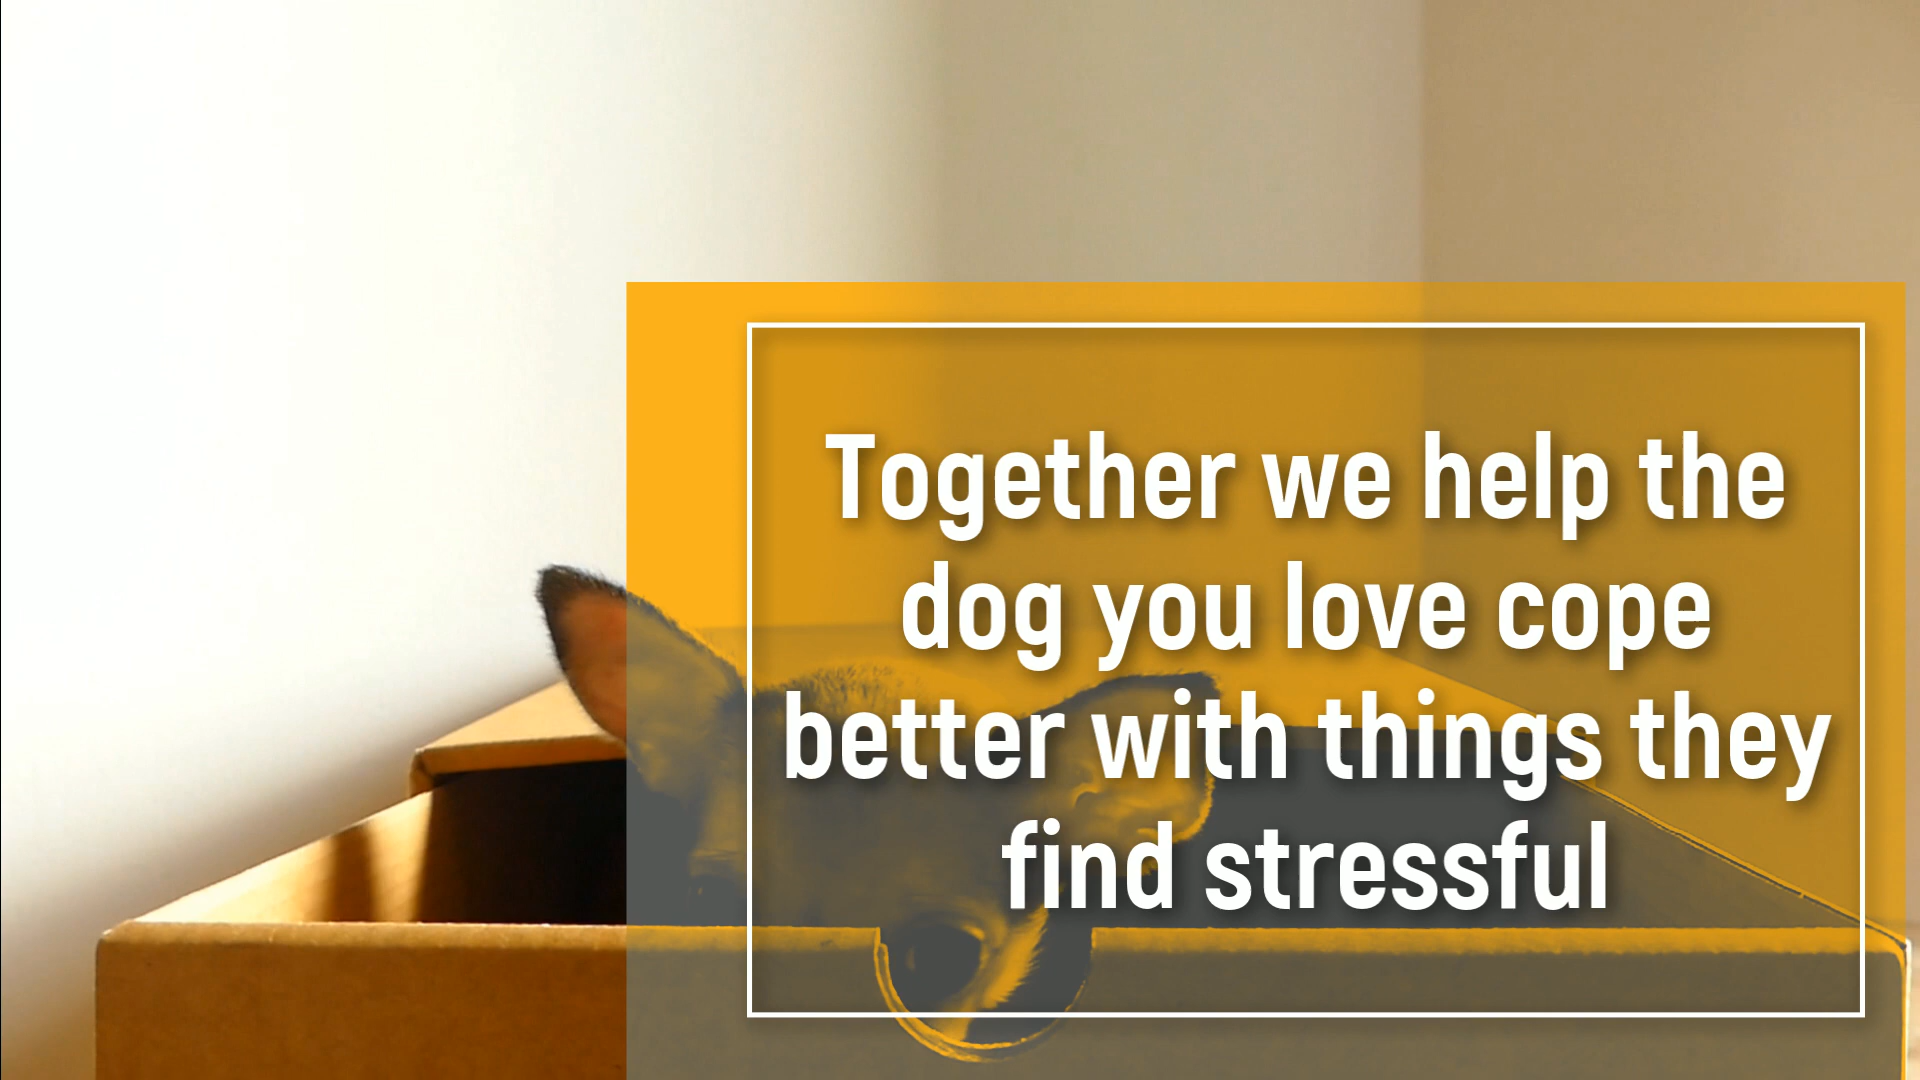 Together we help the
dog you love cope
better with things they
find stressful